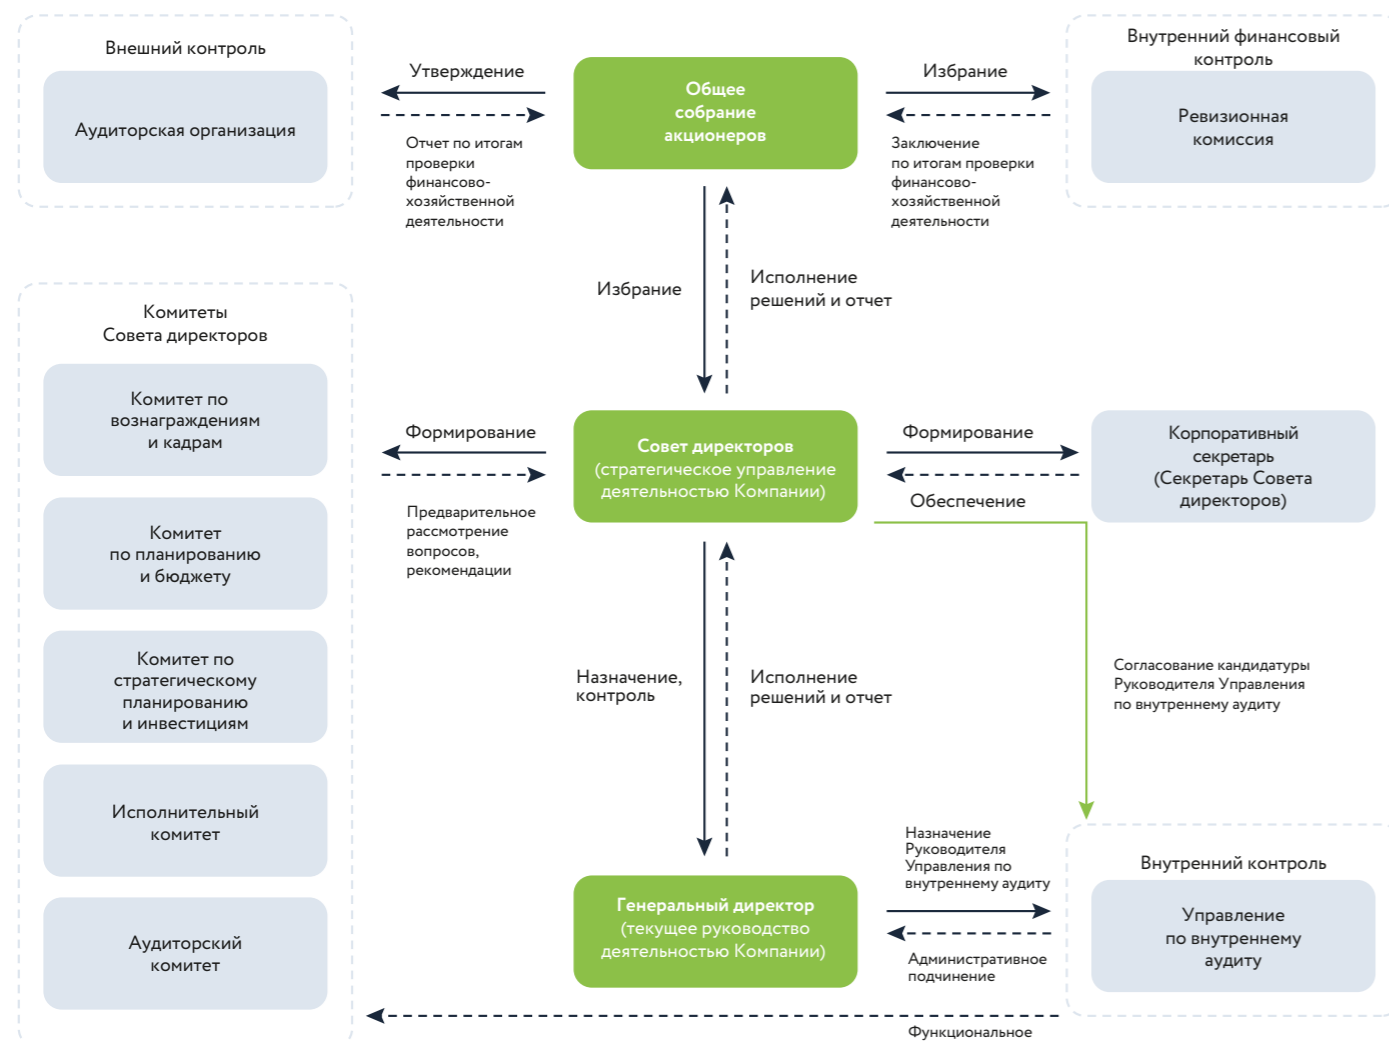 Внешний контроль
Аудиторская организация
Утверждение
Отчет по итогам
проверки
финансово-
хозяйственной
деятельности
Общее
собрание
акционеров
Избрание
Заключение
по итогам проверки
финансово-
хозяйственной
деятельности
Внутренний финансовый
контроль
Ревизионная
комиссия
Избрание
Исполнение
решений и отчет
Комитеты
Совета директоров
Комитет по
вознаграждениям
и кадрам
Комитет
по планированию
и бюджету
Комитет по
стратегическому
планированию
и инвестициям
Исполнительный
комитет
Аудиторский
комитет
Формирование
Предварительное
рассмотрение
вопросов,
рекомендации
Совет директоров
(стратегическое управление
деятельностью Компании)
Формирование
Обеспечение
Корпоративный
секретарь
(Секретарь Совета
директоров)
Назначение,
контроль
Исполнение
решений и отчет
Согласование кандидатуры
Руководителя Управления
по внутреннему аудиту
Генеральный директор
(текущее руководство
деятельностью Компании)
Назначение
Руководителя
Управления по
внутреннему аудиту
Административное
подчинение
Внутренний контроль
Управление
по внутреннему
аудиту
Функциональное